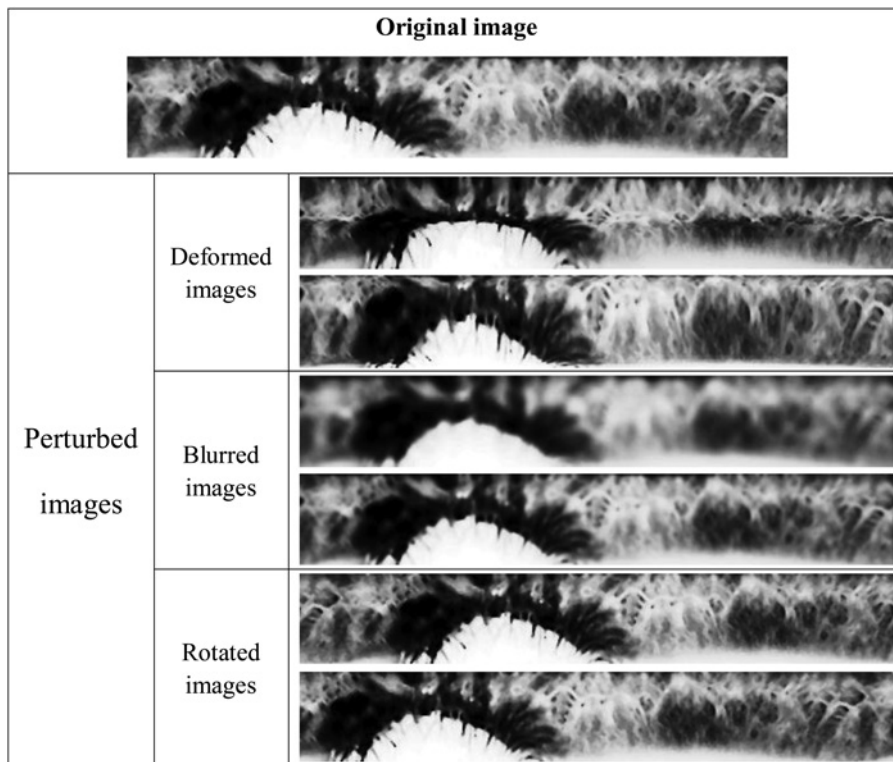 Original image
Perturbed
images
Deformed
images
Blurred
images
Rotated
images